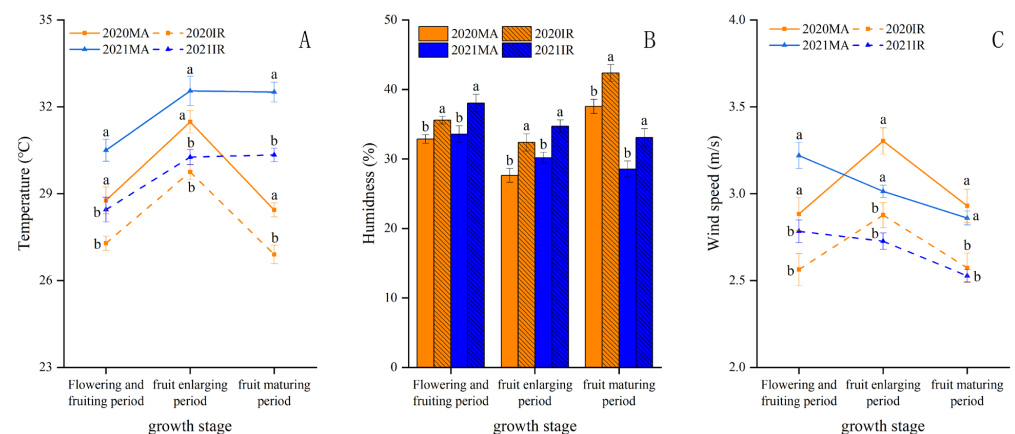 35
32
29
26
23
Temperature (℃)
2020MA
2020IR
2021MA
2021IR
A
a
a
a
a
a
a
b
b
b
b
b
b
Flowering and
fruiting period
fruit enlarging
period
fruit maturing
period
growth stage
50
40
30
20
10
0
Humidness (%)
2020MA
2020IR
2021MA
2021IR
B
b
a
b
a
b
a
b
a
b
a
b
a
Flowering and
fruiting period
fruit enlarging
period
fruit maturing
period
growth stage
4.0
3.5
3.0
2.5
2.0
Wind speed (m/s)
2020MA
2020IR
2021MA
2021IR
C
a
a
a
a
a
a
b
b
b
b
b
b
Flowering and
fruiting period
fruit enlarging
period
fruit maturing
period
growth stage